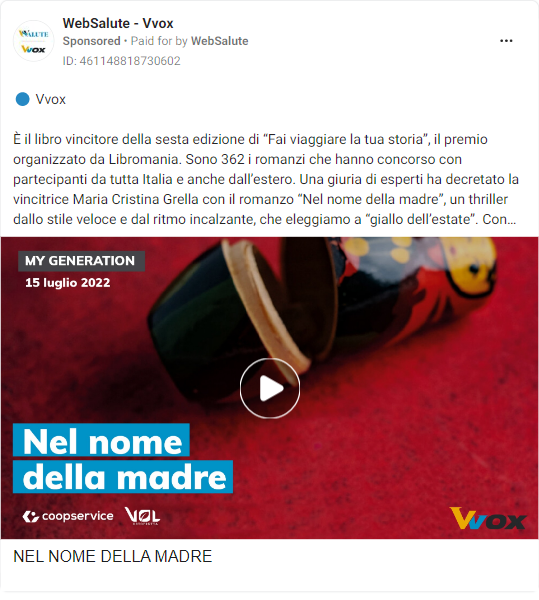 WebSalute - Vvox
Sponsored • Paid for by WebSalute
ID: 461148818730602
Vvox
È il libro vincitore della sesta edizione di “Fai viaggiare la tua storia”, il premio
organizzato da Libromania. Sono 362 i romanzi che hanno concorso con
partecipanti da tutta Italia e anche dall’estero. Una giuria di esperti ha decretato la
vincitrice Maria Cristina Grella con il romanzo “Nel nome della madre”, un thriller
dallo stile veloce e dal ritmo incalzante, che eleggiamo a “giallo dell’estate”. Con...
MY GENERATION
15 luglio 2022
Nel nome
della madre
coopservice
Vvox
NEL NOME DELLA MADRE